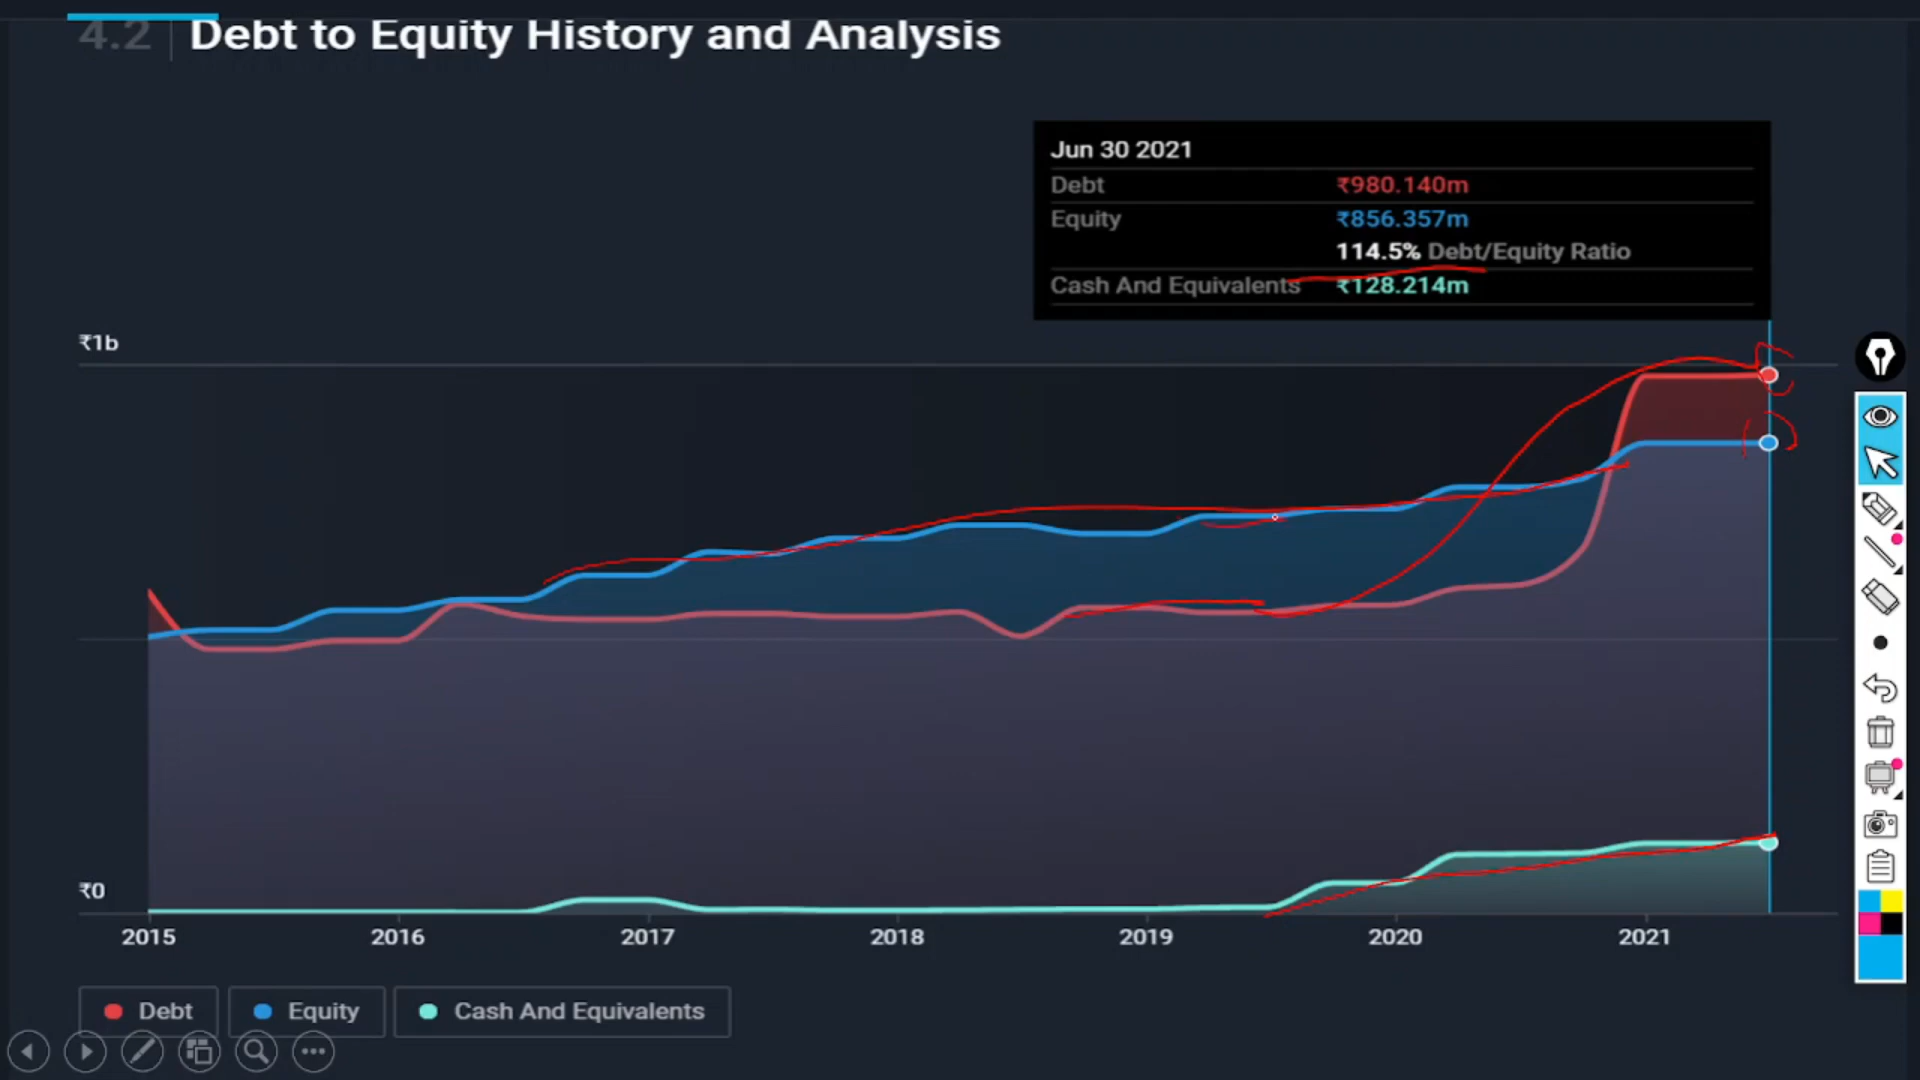 4.2 Debt to Equity History and Analysis
Jun 30 2021
Debt ₹980.140m
Equity ₹856.357m
114.5% Debt/Equity Ratio
Cash And Equivalents ₹128.214m
₹1b
₹0
2015 2016 2017 2018 2019 2020 2021
Debt Equity Cash And Equivalents